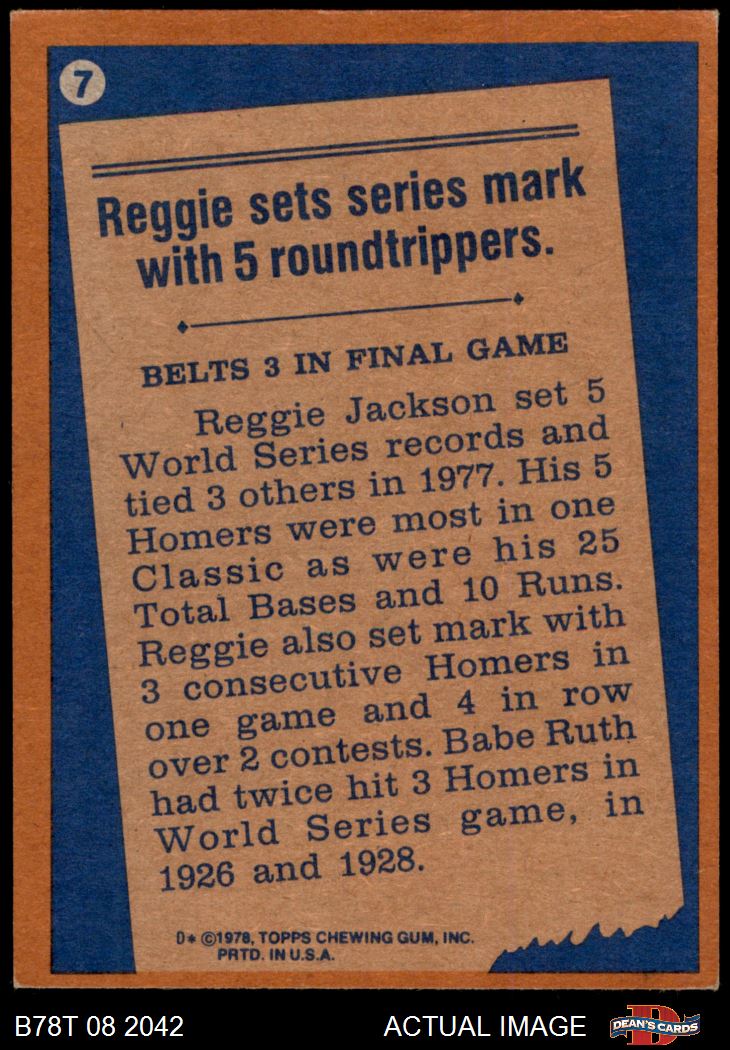 7
Reggie sets series mark
with 5 roundtrippers.
BELTS 3 IN FINAL GAME
Reggie Jackson set 5
World Series records and
tied 3 others in 1977. His 5
Homers were most in one
Classic as were his 25
Total Bases and 10 Runs.
Reggie also set mark with
3 consecutive Homers in
one game and 4 in row
over 2 contests. Babe Ruth
had twice hit 3 Homers in
World Series game, in
1926 and 1928.
D* ©1978, TOPPS CHEWING GUM, INC.
PRTD. IN U.S.A.
B78T 08 2042
ACTUAL IMAGE
D
DEAN'S CARDS